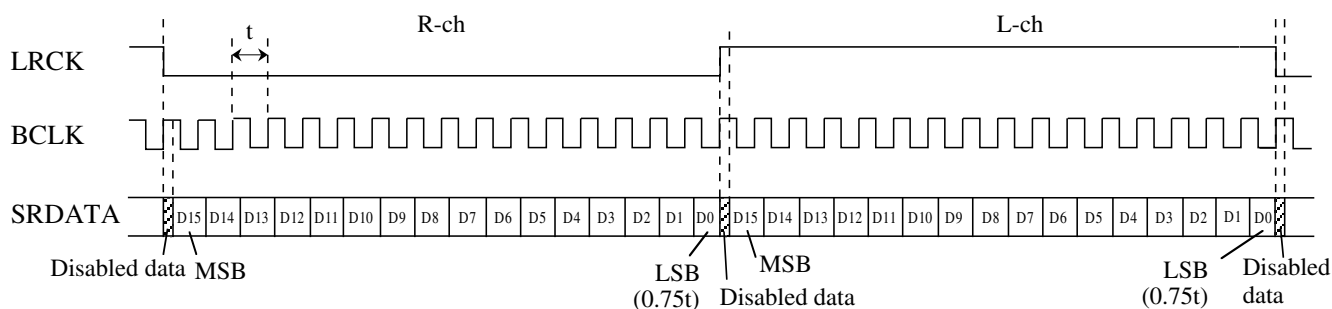 R-ch
L-ch
t
LRCK
BCLK
SRDATA
D15 D14 D13 D12 D11 D10 D9 D8 D7 D6 D5 D4 D3 D2 D1 D0 D15 D14 D13 D12 D11 D10 D9 D8 D7 D6 D5 D4 D3 D2 D1 D0
Disabled data
MSB
LSB
(0.75t)
Disabled data
MSB
LSB
(0.75t)
Disabled
data